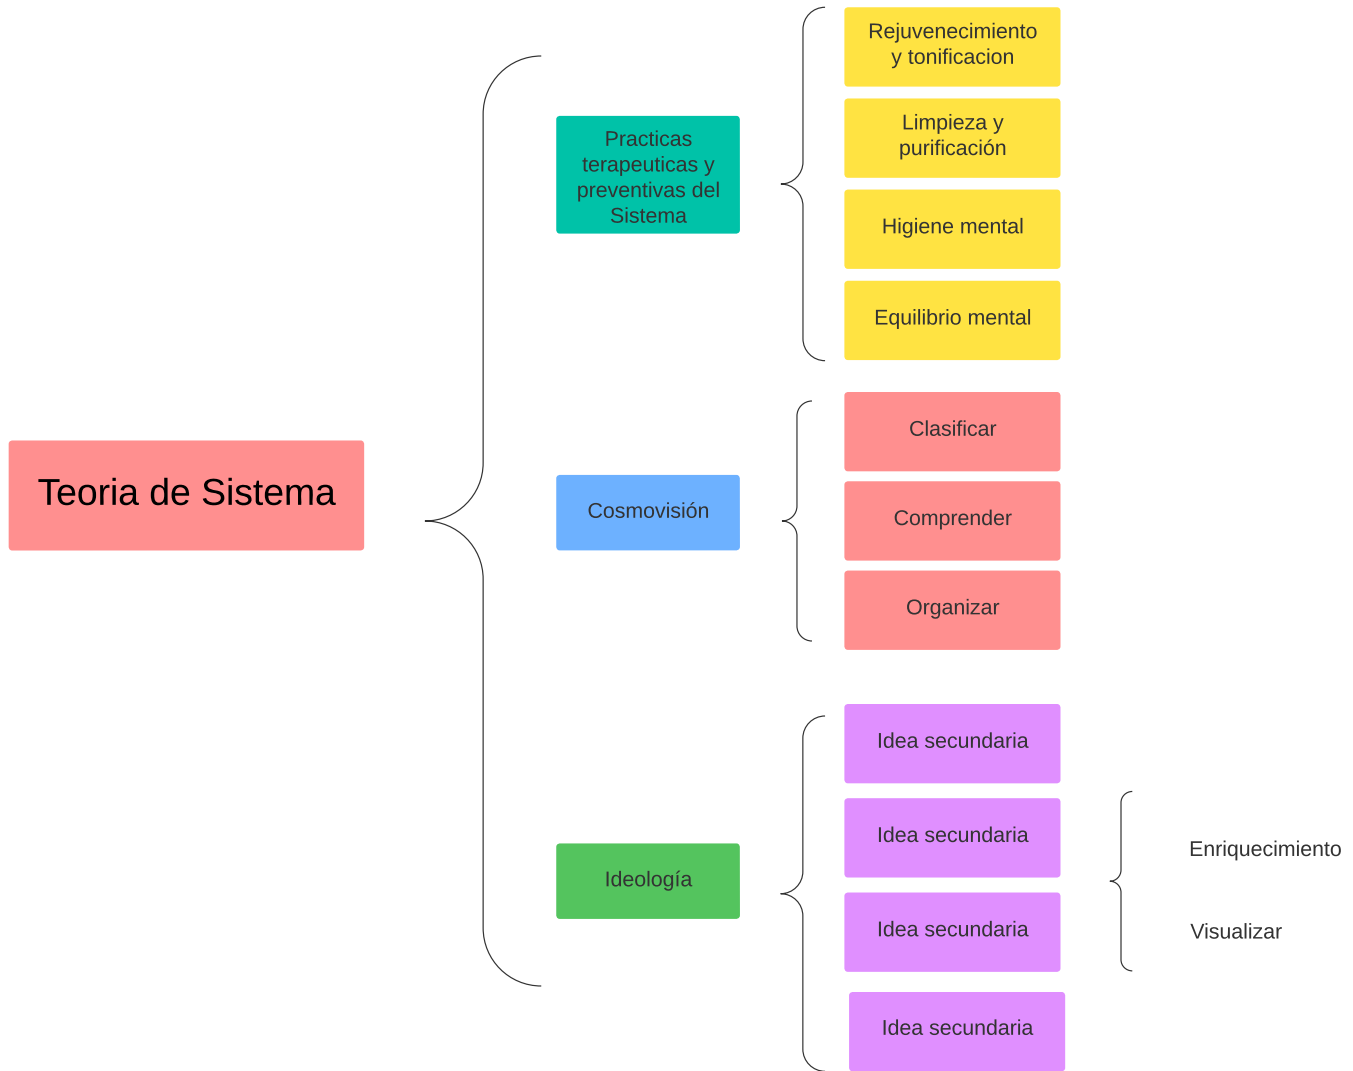 Teoria de Sistema
Practicas
terapeuticas y
preventivas del
Sistema
Rejuvenecimiento
y tonificacion
Limpieza y
purificación
Higiene mental
Equilibrio mental
Cosmovisión
Clasificar
Comprender
Organizar
Ideología
Idea secundaria
Idea secundaria
Idea secundaria
Idea secundaria
Enriquecimiento
Visualizar